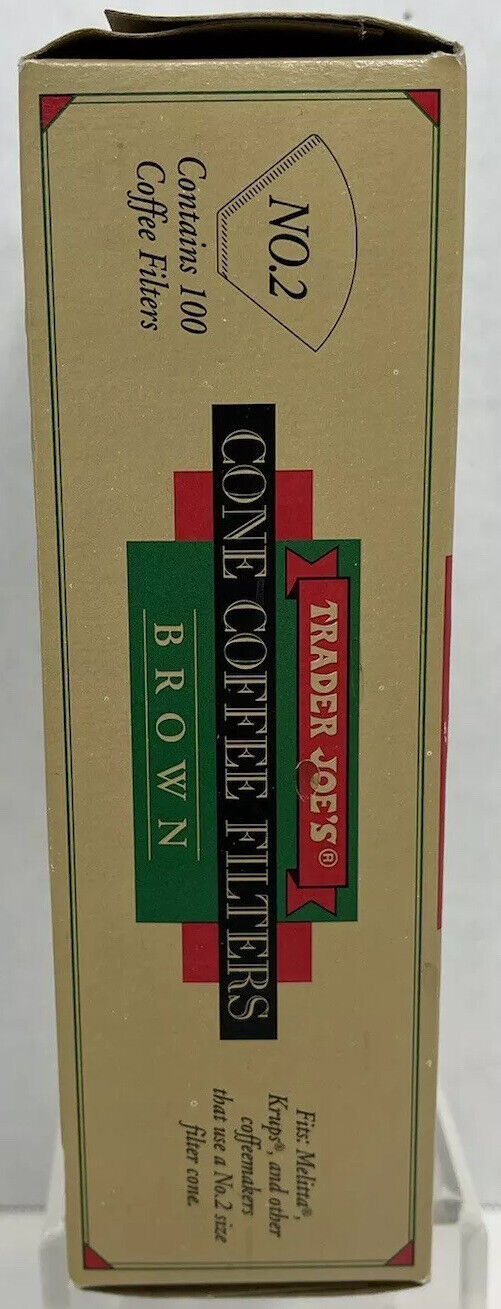 NO.2
Contains 100
Coffee Filters
TRADER JOE'S®
CONE COFFEE FILTERS
BROWN
Fits: Melitta®,
Krups®, and other
coffeemakers
that use a No.2 size
filter cone.